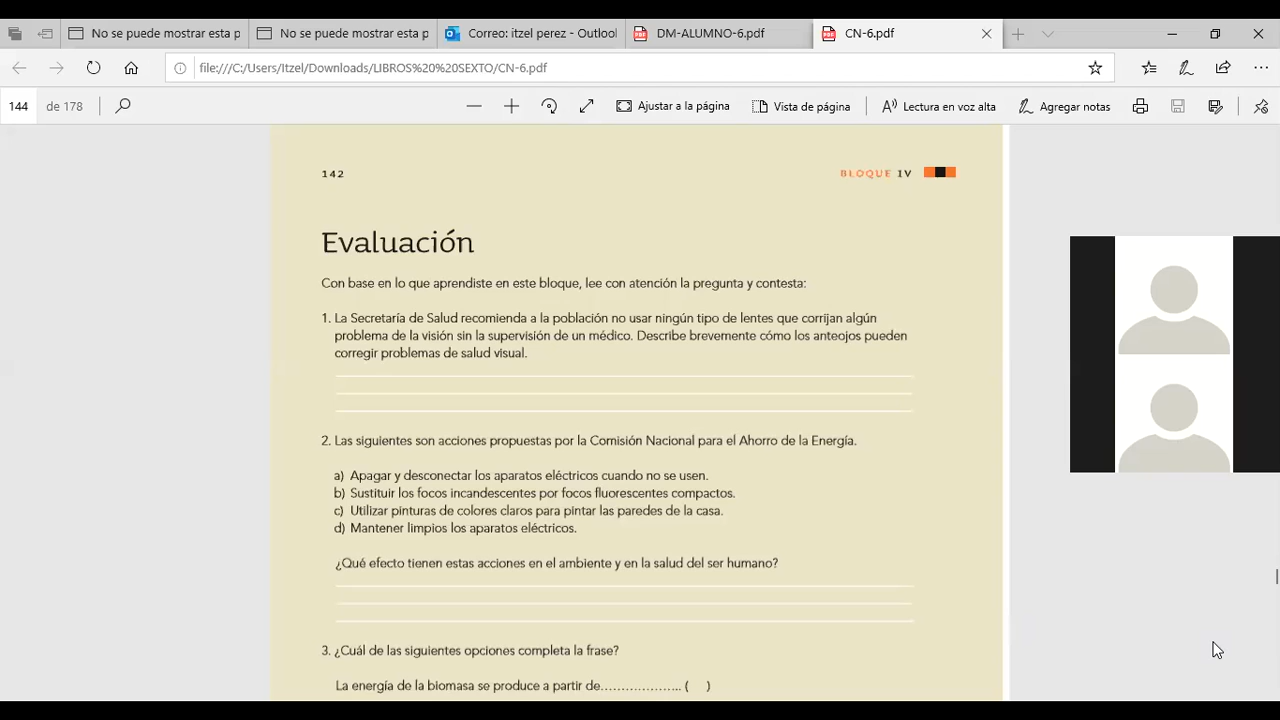 No se puede mostrar esta p
No se puede mostrar esta p
Correo: itzel perez - Outlool
DM-ALUMNO-6.pdf
CN-6.pdf
file:///C:/Users/Itzel/Downloads/LIBROS%20%20SEXTO/CN-6.pdf
144 de 178
Ajustar a la página
Vista de página
Lectura en voz alta
Agregar notas
142
BLOQUE IV
Evaluación
Con base en lo que aprendiste en este bloque, lee con atención la pregunta y contesta:
1. La Secretaría de Salud recomienda a la población no usar ningún tipo de lentes que corrijan algún
problema de la visión sin la supervisión de un médico. Describe brevemente cómo los anteojos pueden
corregir problemas de salud visual.
2. Las siguientes son acciones propuestas por la Comisión Nacional para el Ahorro de la Energía.
a) Apagar y desconectar los aparatos eléctricos cuando no se usen.
b) Sustituir los focos incandescentes por focos fluorescentes compactos.
c) Utilizar pinturas de colores claros para pintar las paredes de la casa.
d) Mantener limpios los aparatos eléctricos.
¿Qué efecto tienen estas acciones en el ambiente y en la salud del ser humano?
3. ¿Cuál de las siguientes opciones completa la frase?
La energía de la biomasa se produce a partir de……………….. ( )